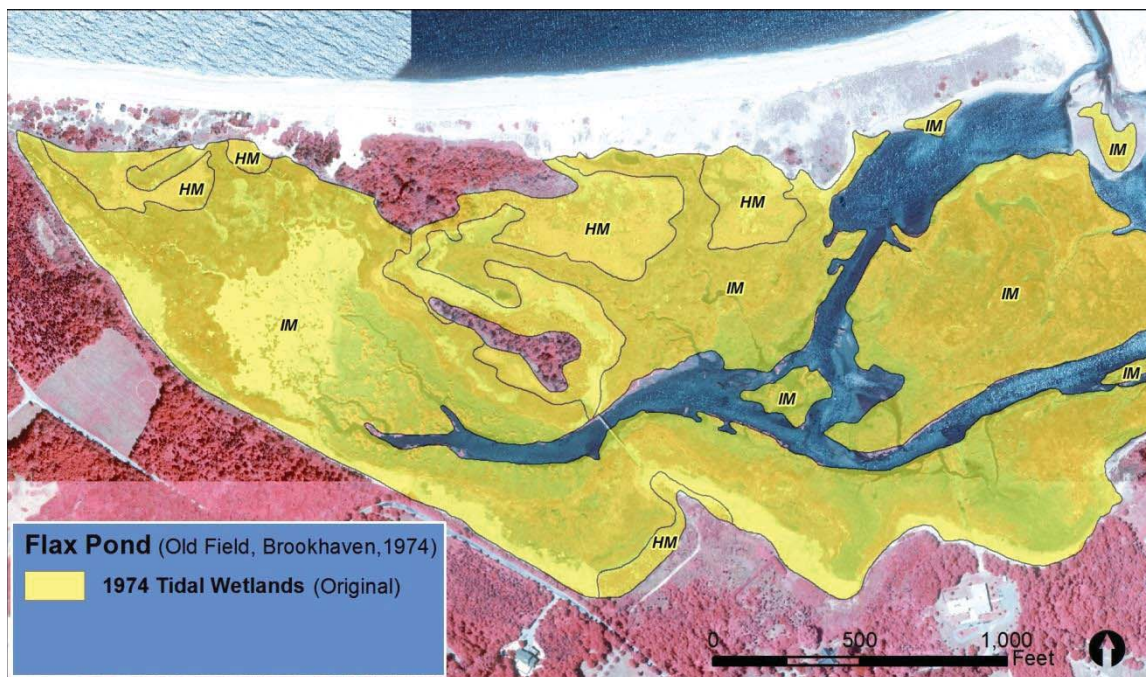 IM
HM
IM
HM
HM
HM
IM
IM
IM
IM
IM
HM
Flax Pond (Old Field, Brookhaven,1974)
1974 Tidal Wetlands (Original)
0 500 1,000
Feet